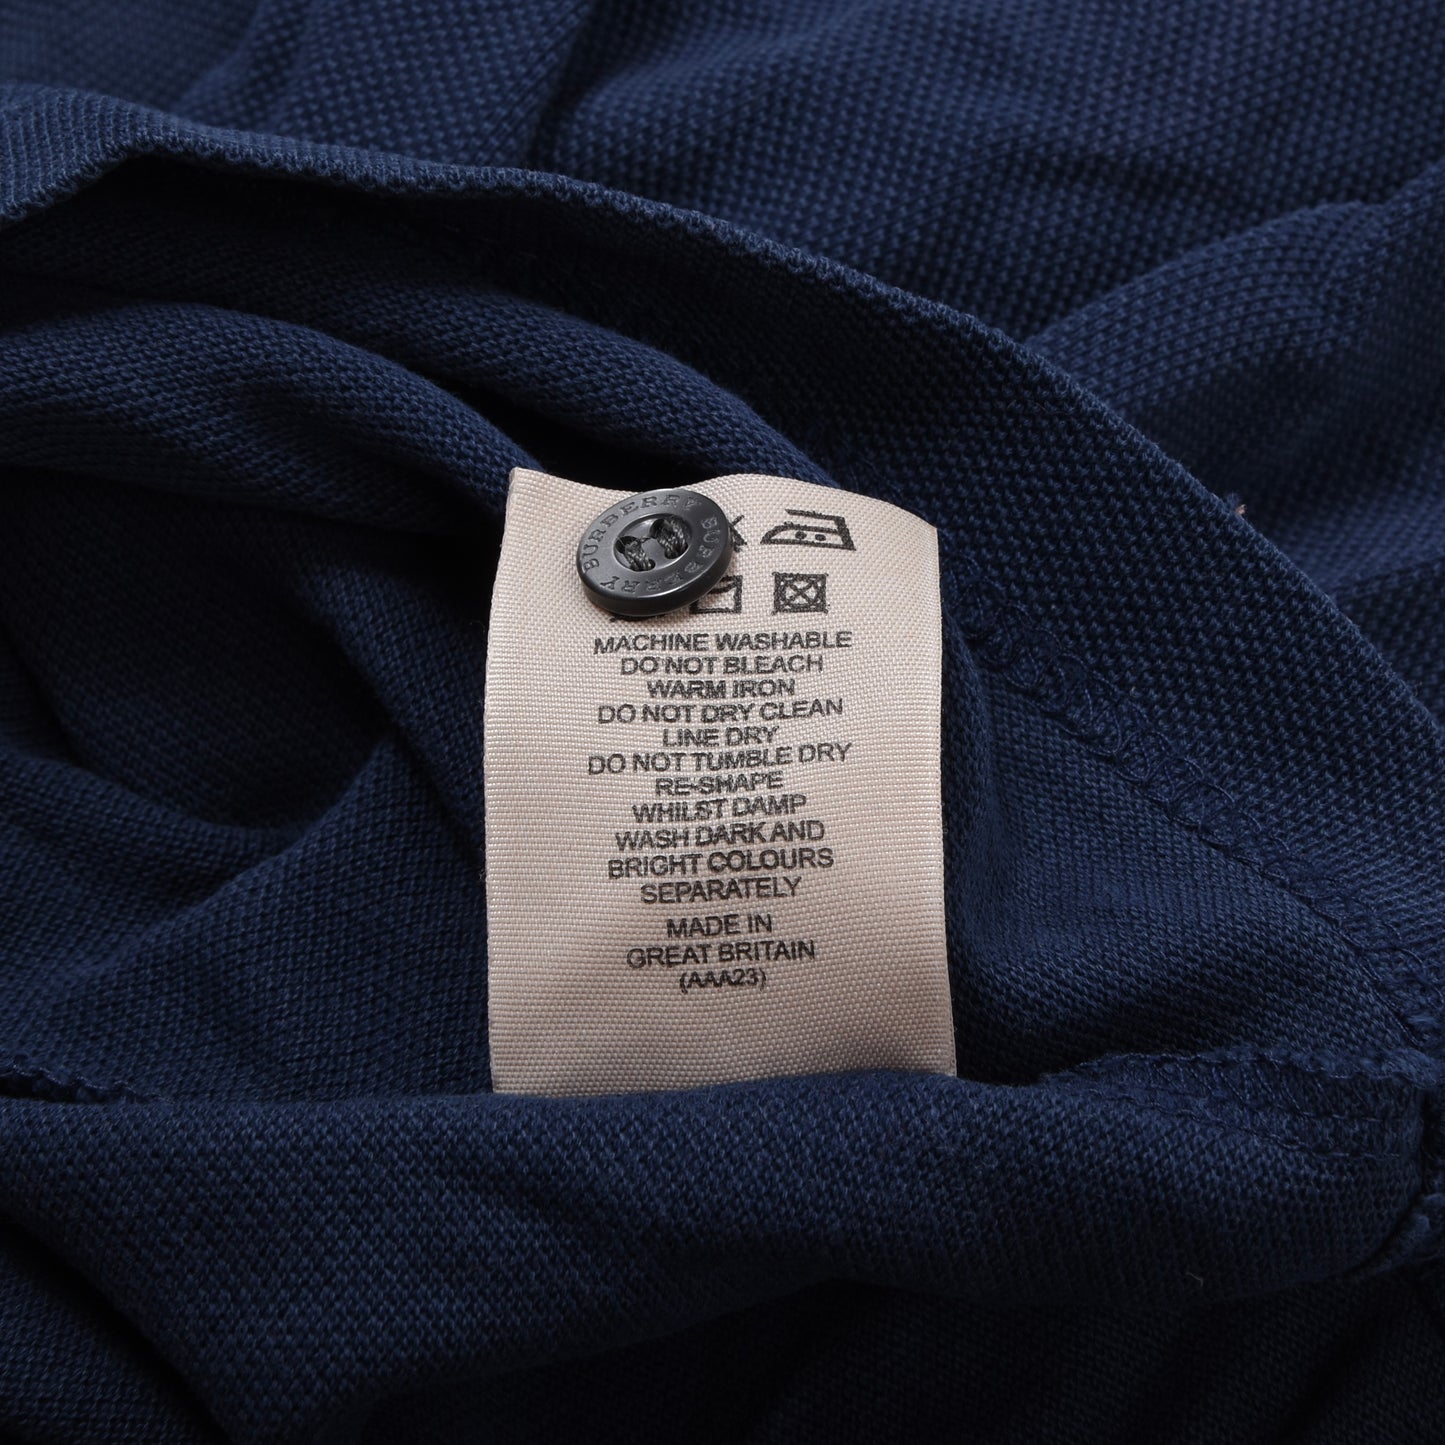 BURBERRY BURBERRY
MACHINE WASHABLE
DO NOT BLEACH
WARM IRON
DO NOT DRY CLEAN
LINE DRY
DO NOT TUMBLE DRY
RE-SHAPE
WHILST DAMP
WASH DARK AND
BRIGHT COLOURS
SEPARATELY
MADE IN
GREAT BRITAIN
(AAA23)